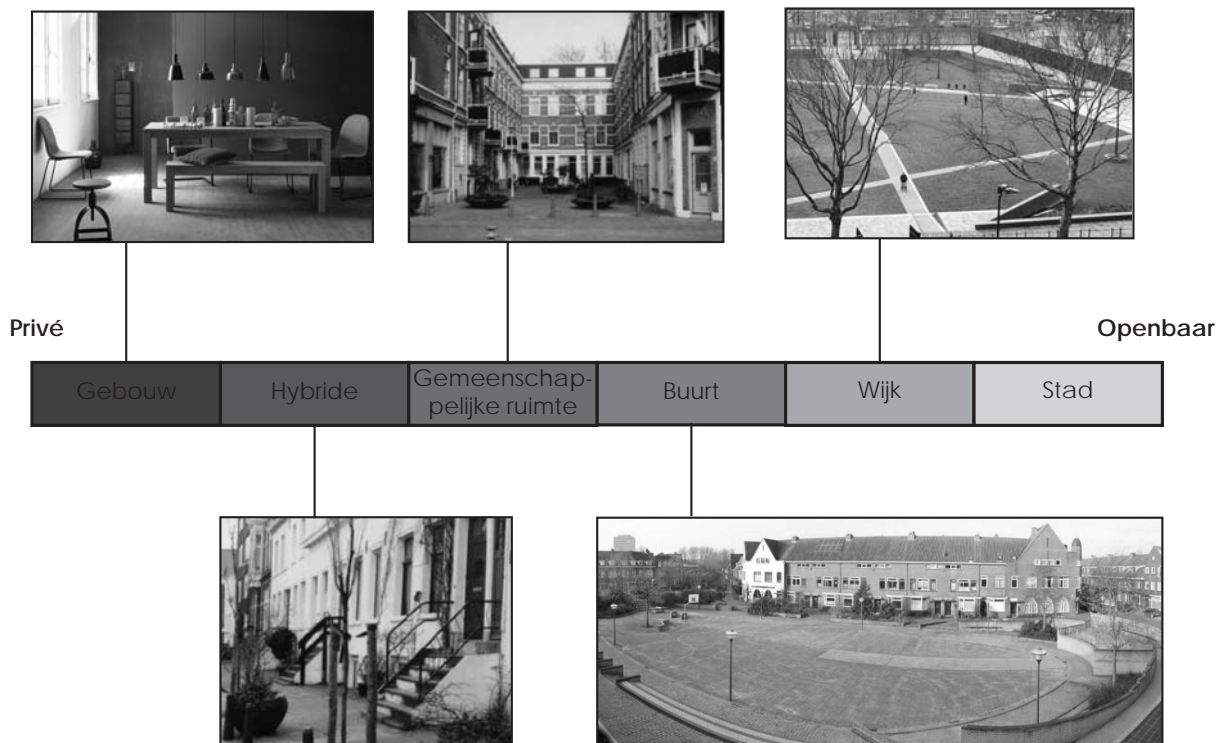 Privé
Openbaar
Gebouw
Hybride
Gemeenschap-
pelijke ruimte
Buurt
Wijk
Stad